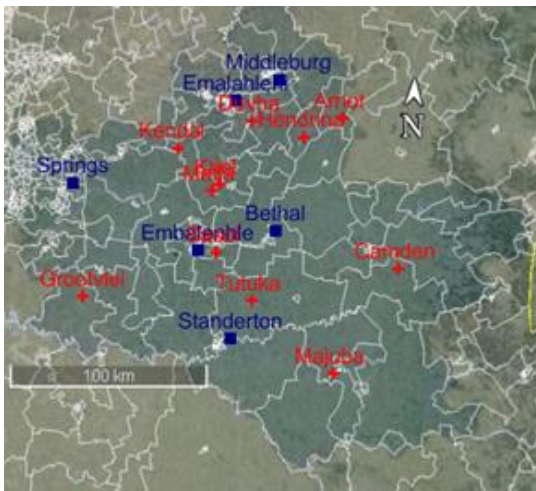 Middleburg
Emalahleni
Duvha
Arnot
Hendrina
Kendal
Springs
Kriel
Matla
Bethal
Embalenhle
Camden
Grootvlei
Tutuka
Standerton
Majuba
100 km
N